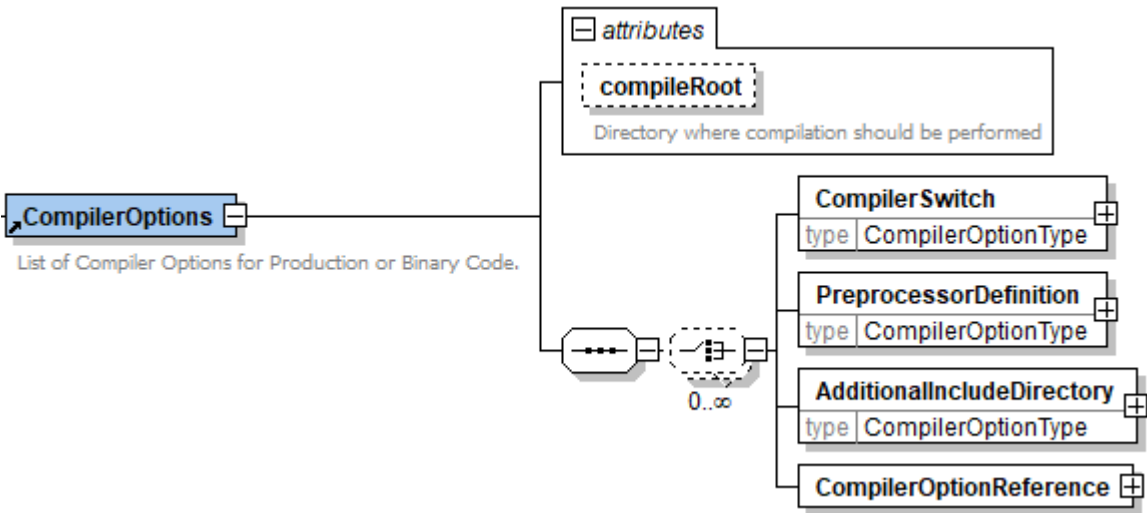 attributes
compileRoot
Directory where compilation should be performed
CompilerOptions
List of Compiler Options for Production or Binary Code.
CompilerSwitch
type CompilerOptionType
PreprocessorDefinition
type CompilerOptionType
0..∞
AdditionalIncludeDirectory
type CompilerOptionType
CompilerOptionReference